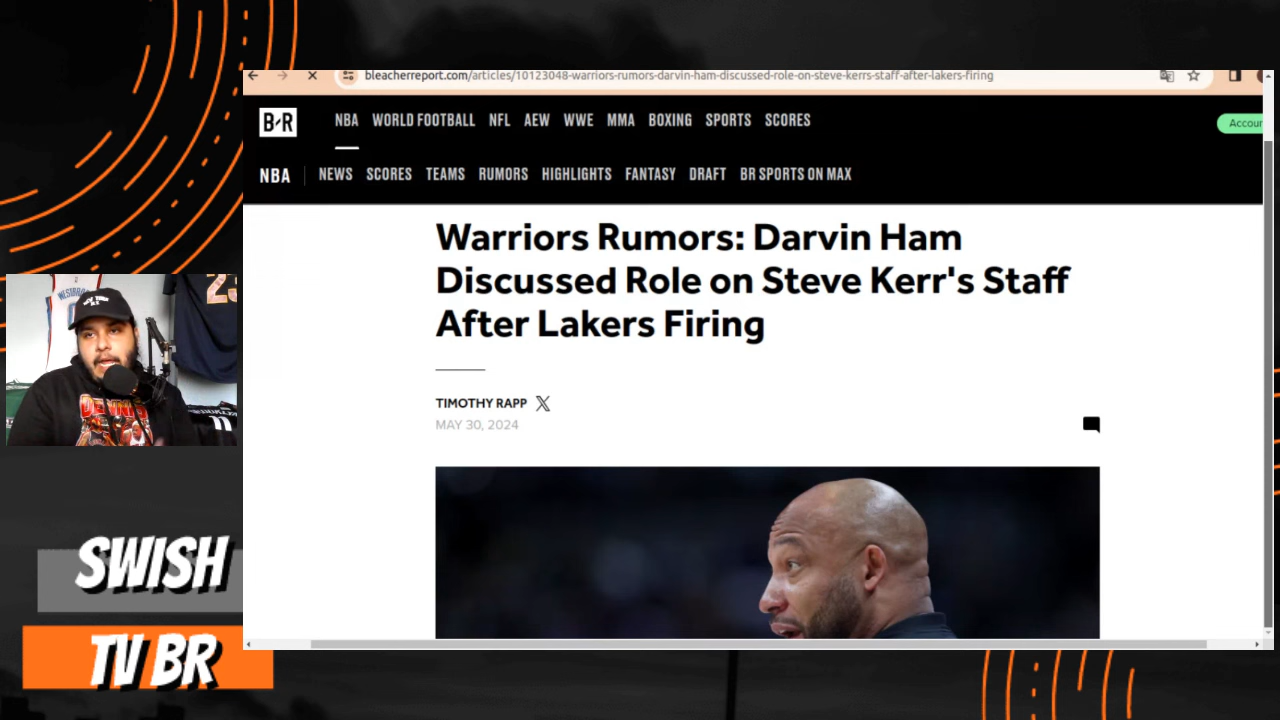 bleacherreport.com/articles/10123048-warriors-rumors-darvin-ham-discussed-role-on-steve-kerrs-staff-after-lakers-firing
B/R
NBA WORLD FOOTBALL NFL AEW WWE MMA BOXING SPORTS SCORES
NBA NEWS SCORES TEAMS RUMORS HIGHLIGHTS FANTASY DRAFT BR SPORTS ON MAX
Warriors Rumors: Darvin Ham
Discussed Role on Steve Kerr's Staff
After Lakers Firing
TIMOTHY RAPP
MAY 30, 2024
DENNIS
11
SWISH
TV BR